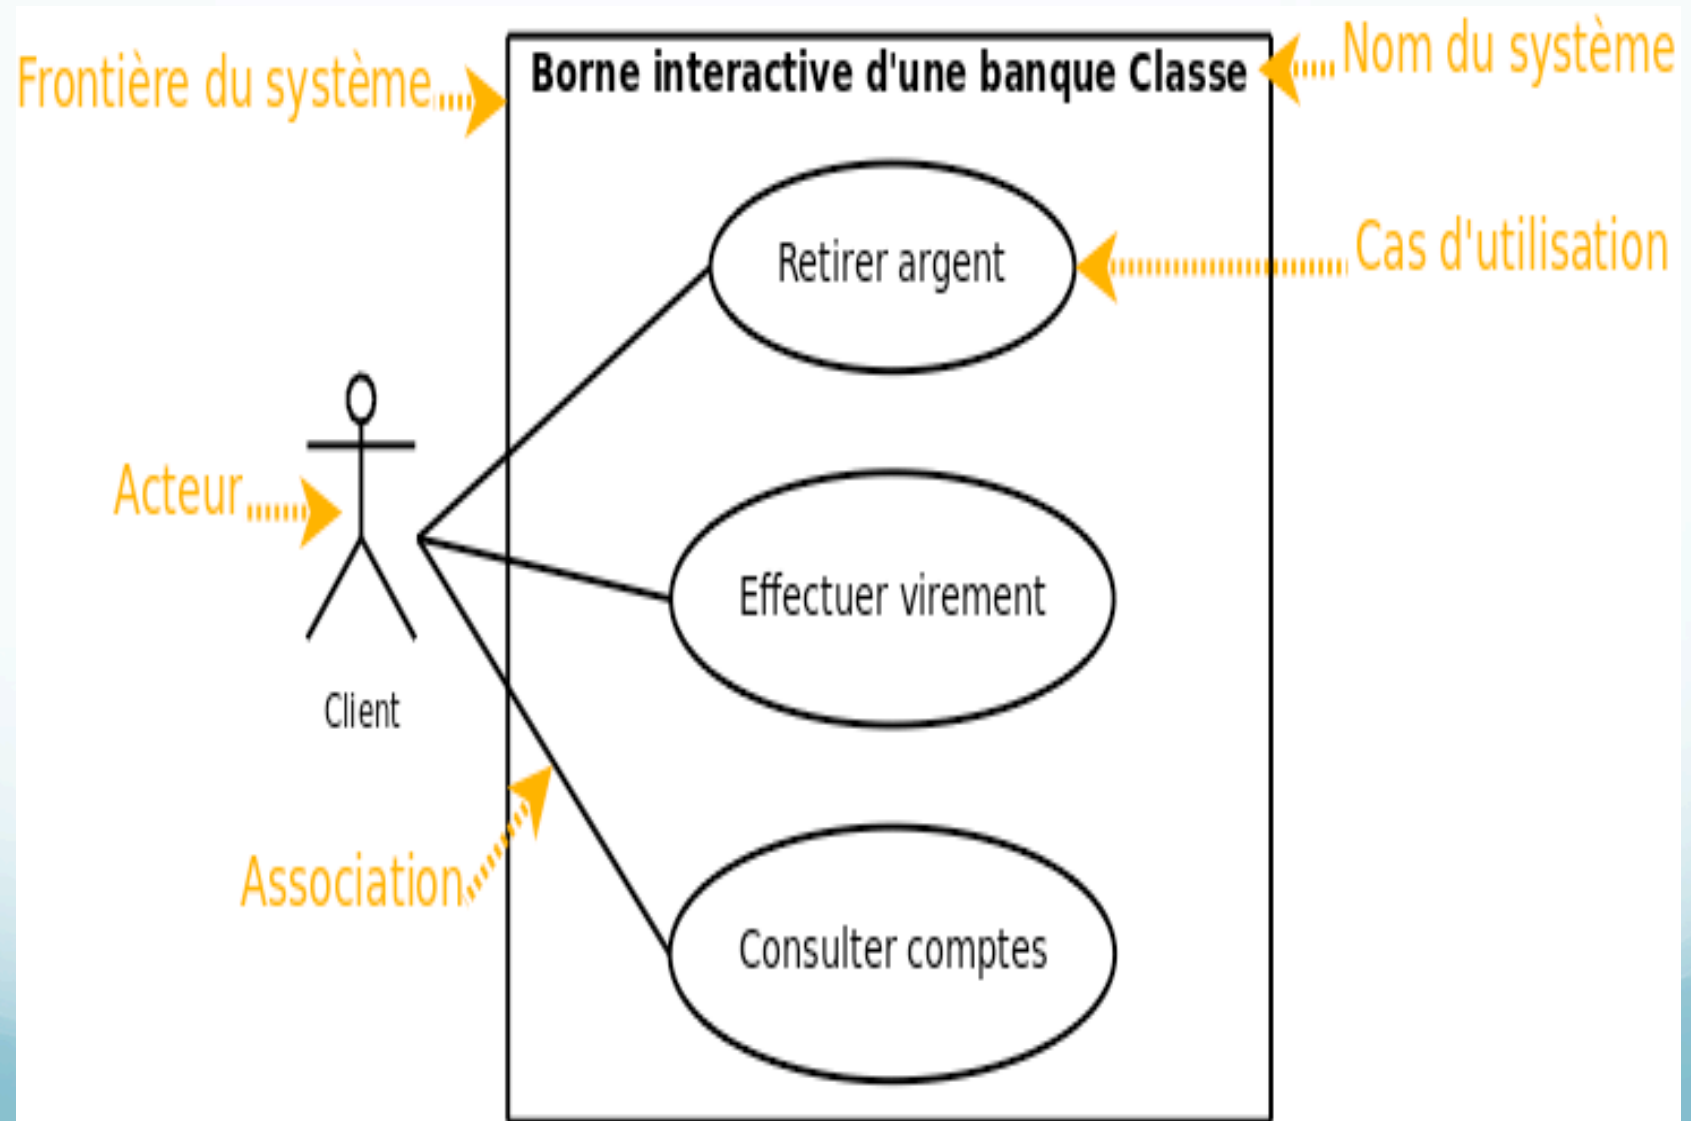 Nom du système
Frontière du système
Borne interactive d'une banque Classe
Retirer argent
Cas d'utilisation
Acteur
Effectuer virement
Client
Association
Consulter comptes